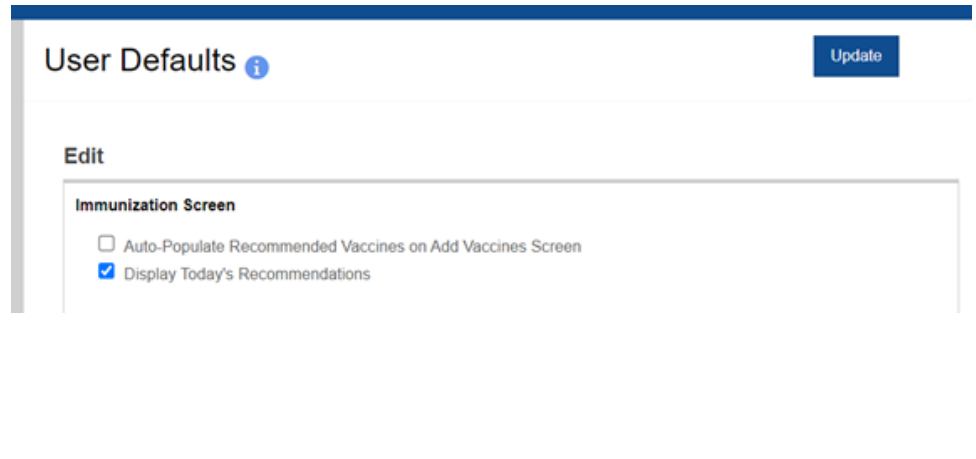 User Defaults i
Update
Edit
Immunization Screen
Auto-Populate Recommended Vaccines on Add Vaccines Screen
Display Today's Recommendations